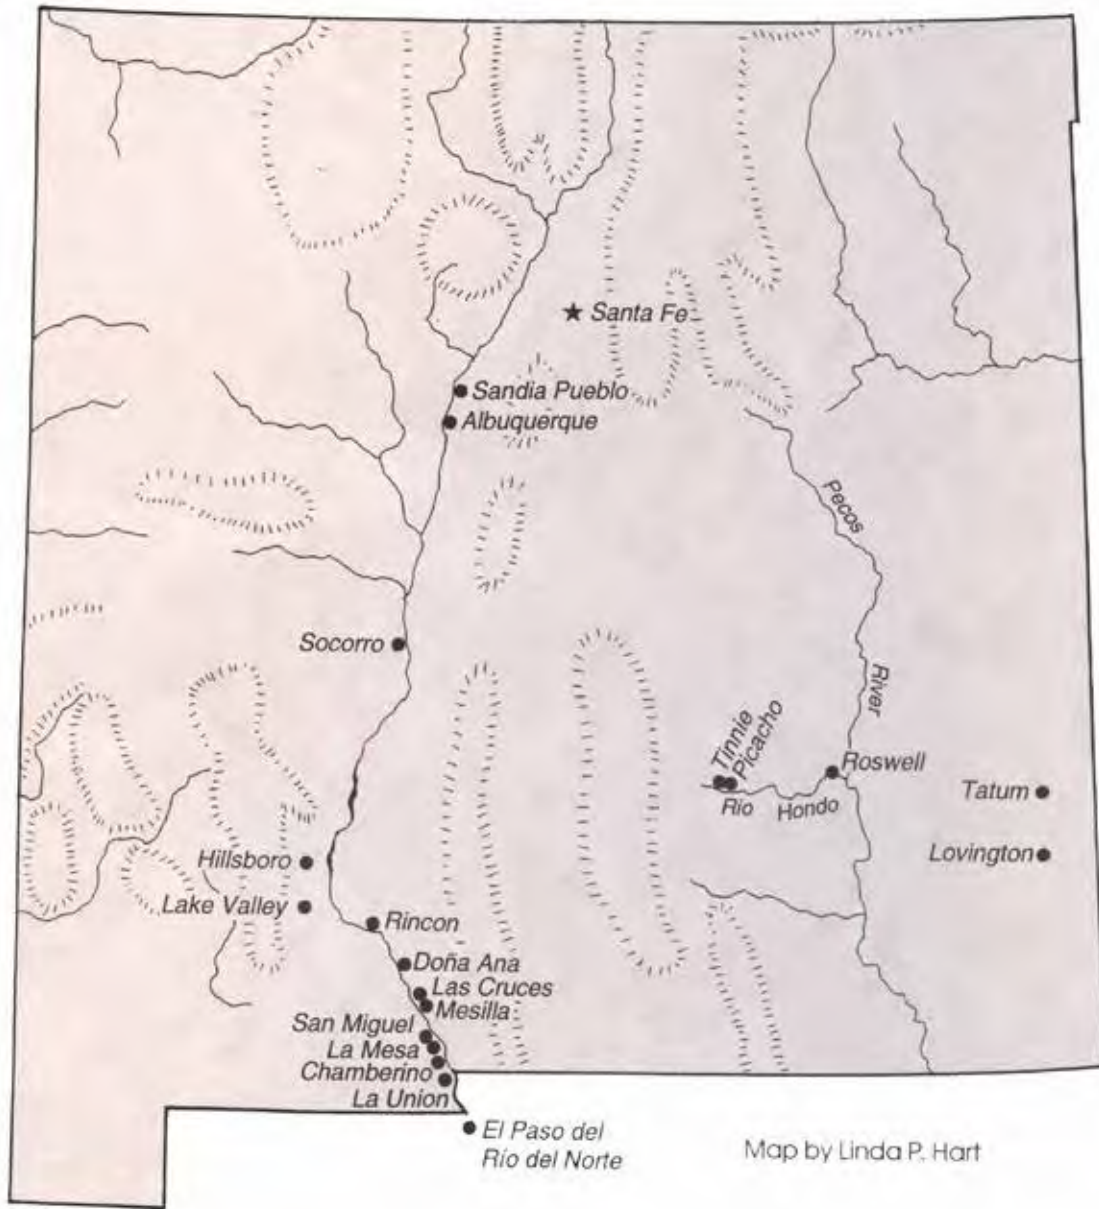 Santa Fe
Sandia Pueblo
Albuquerque
Pecos
River
Socorro
Tinnie
Picacho
Roswell
Río Hondo
Tatum
Hillsboro
Lovington
Lake Valley
Rincon
Doña Ana
Las Cruces
Mesilla
San Miguel
La Mesa
Chamberino
La Union
El Paso del
Río del Norte
Map by Linda P. Hart